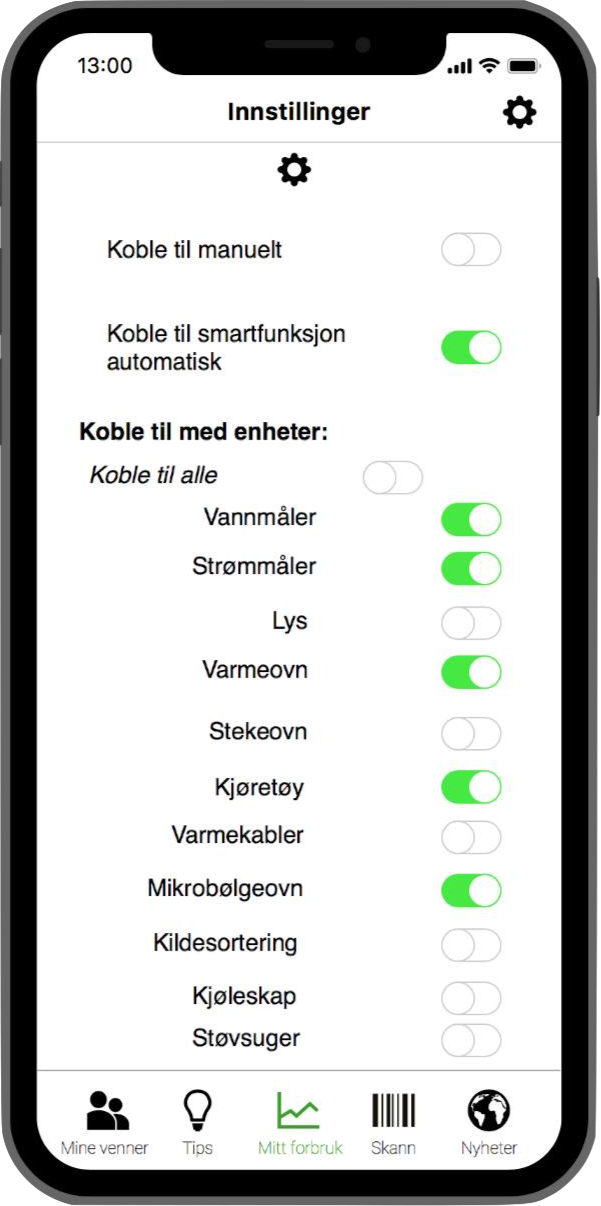 13:00
Innstillinger
Koble til manuelt
Koble til smartfunksjon
automatisk
Koble til med enheter:
Koble til alle
Vannmåler
Strømmåler
Lys
Varmeovn
Stekeovn
Kjøretøy
Varmekabler
Mikrobølgeovn
Kildesortering
Kjøleskap
Støvsuger
Mine venner
Tips
Mitt forbruk
Skann
Nyheter